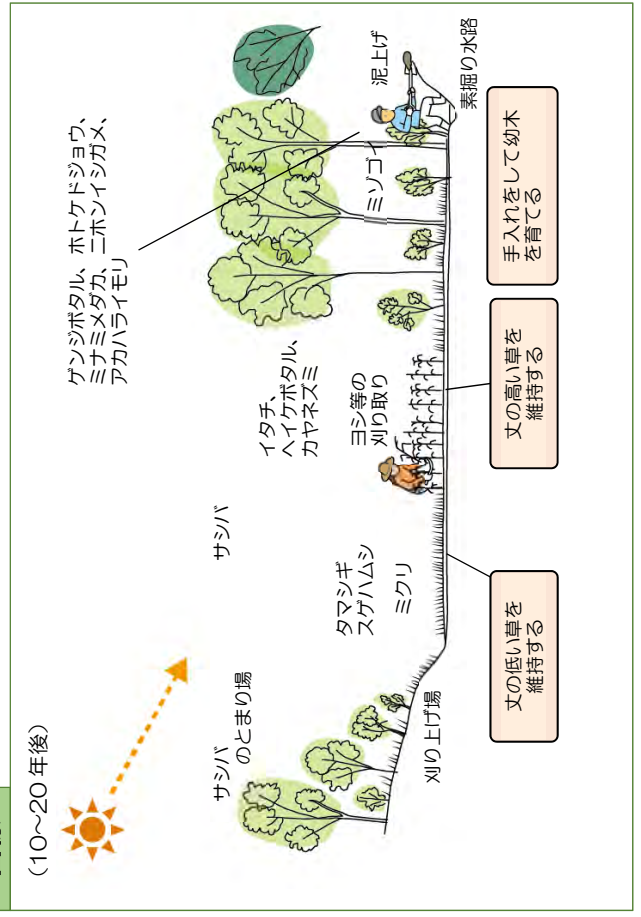 （10～20年後）
サシバ
のとまり場
刈り上げ場
サシバ
タマシギ
スゲハムシ
ミクリ
イタチ、
ヘイケボタル、
カヤネズミ
ヨシ等の
刈り取り
ゲンジボタル、ホトケドジョウ、
ミナミメダカ、ニホンイシガメ、
アカハライモリ
ミゾゴイ
泥上げ
素掘り水路
丈の低い草を
維持する
丈の高い草を
維持する
手入れをして幼木
を育てる